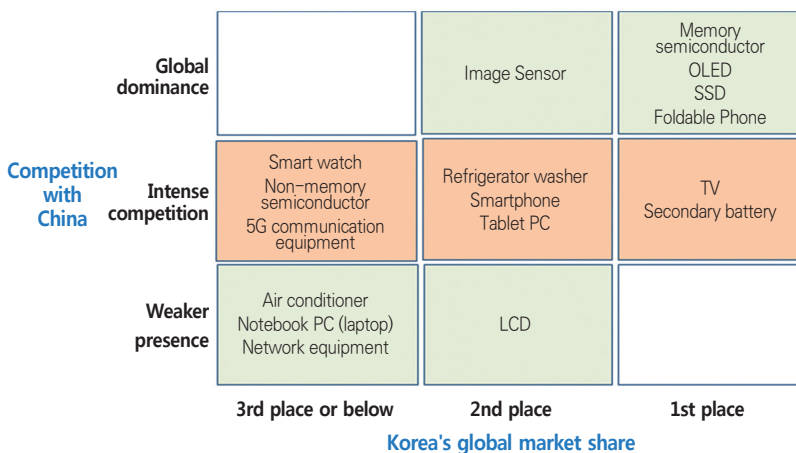 Global
dominance
Image Sensor
Memory
semiconductor
OLED
SSD
Foldable Phone
Competition
with
China
Intense
competition
Smart watch
Non-memory
semiconductor
5G communication
equipment
Refrigerator washer
Smartphone
Tablet PC
TV
Secondary battery
Weaker
presence
Air conditioner
Notebook PC (laptop)
Network equipment
LCD
3rd place or below
2nd place
1st place
Korea's global market share